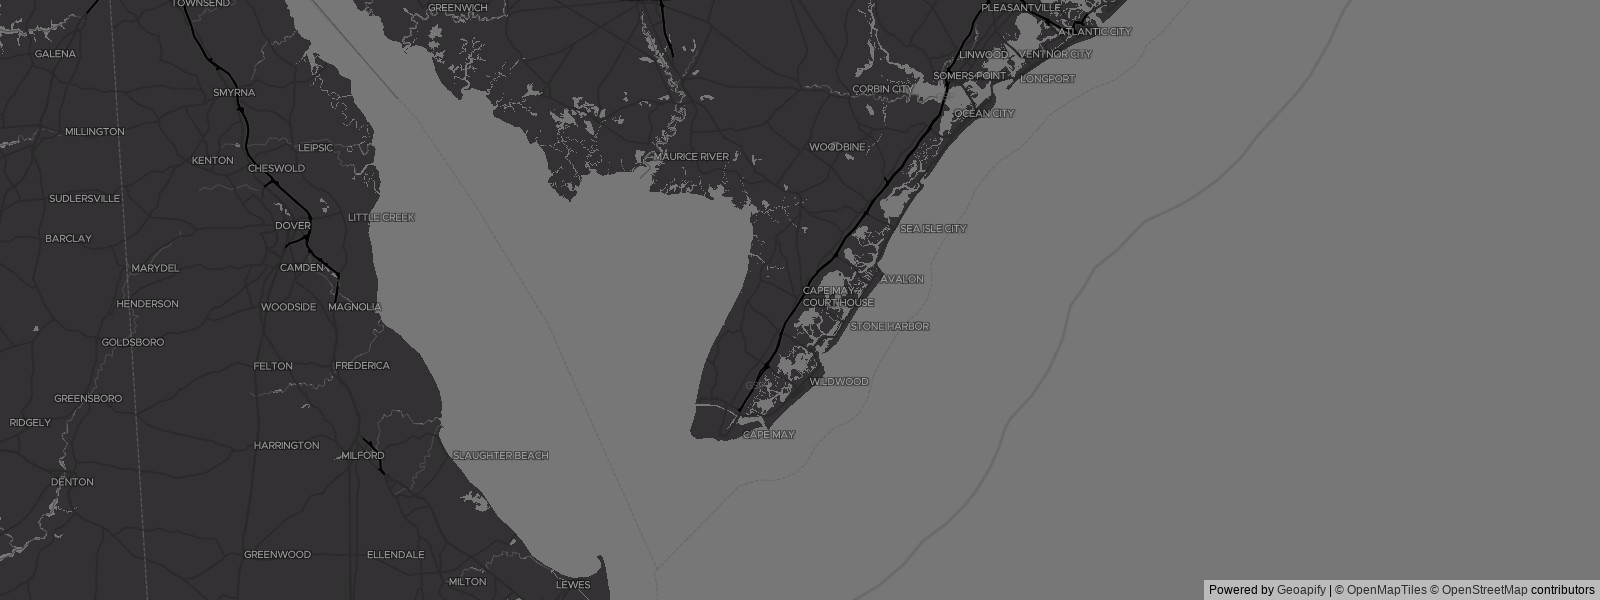 TOWNSEND
GREENWICH
PLEASANTVILLE
ATLANTIC CITY
GALENA
LINWOOD
VENTNOR CITY
SOMERS POINT
LONGPORT
SMYRNA
CORBIN CITY
OCEAN CITY
MILLINGTON
LEIPSIC
WOODBINE
KENTON
MAURICE RIVER
CHESWOLD
SUDLERSVILLE
LITTLE CREEK
DOVER
SEA ISLE CITY
BARCLAY
MARYDEL
CAMDEN
AVALON
CAPE MAY
COURT HOUSE
HENDERSON
WOODSIDE
MAGNOLIA
STONE HARBOR
GOLDSBORO
FELTON
FREDERICA
WILDWOOD
GREENSBORO
RIDGELY
CAPE MAY
HARRINGTON
MILFORD
SLAUGHTER BEACH
DENTON
GREENWOOD
ELLENDALE
MILTON
LEWES
Powered by Geoapify | © OpenMapTiles © OpenStreetMap contributors